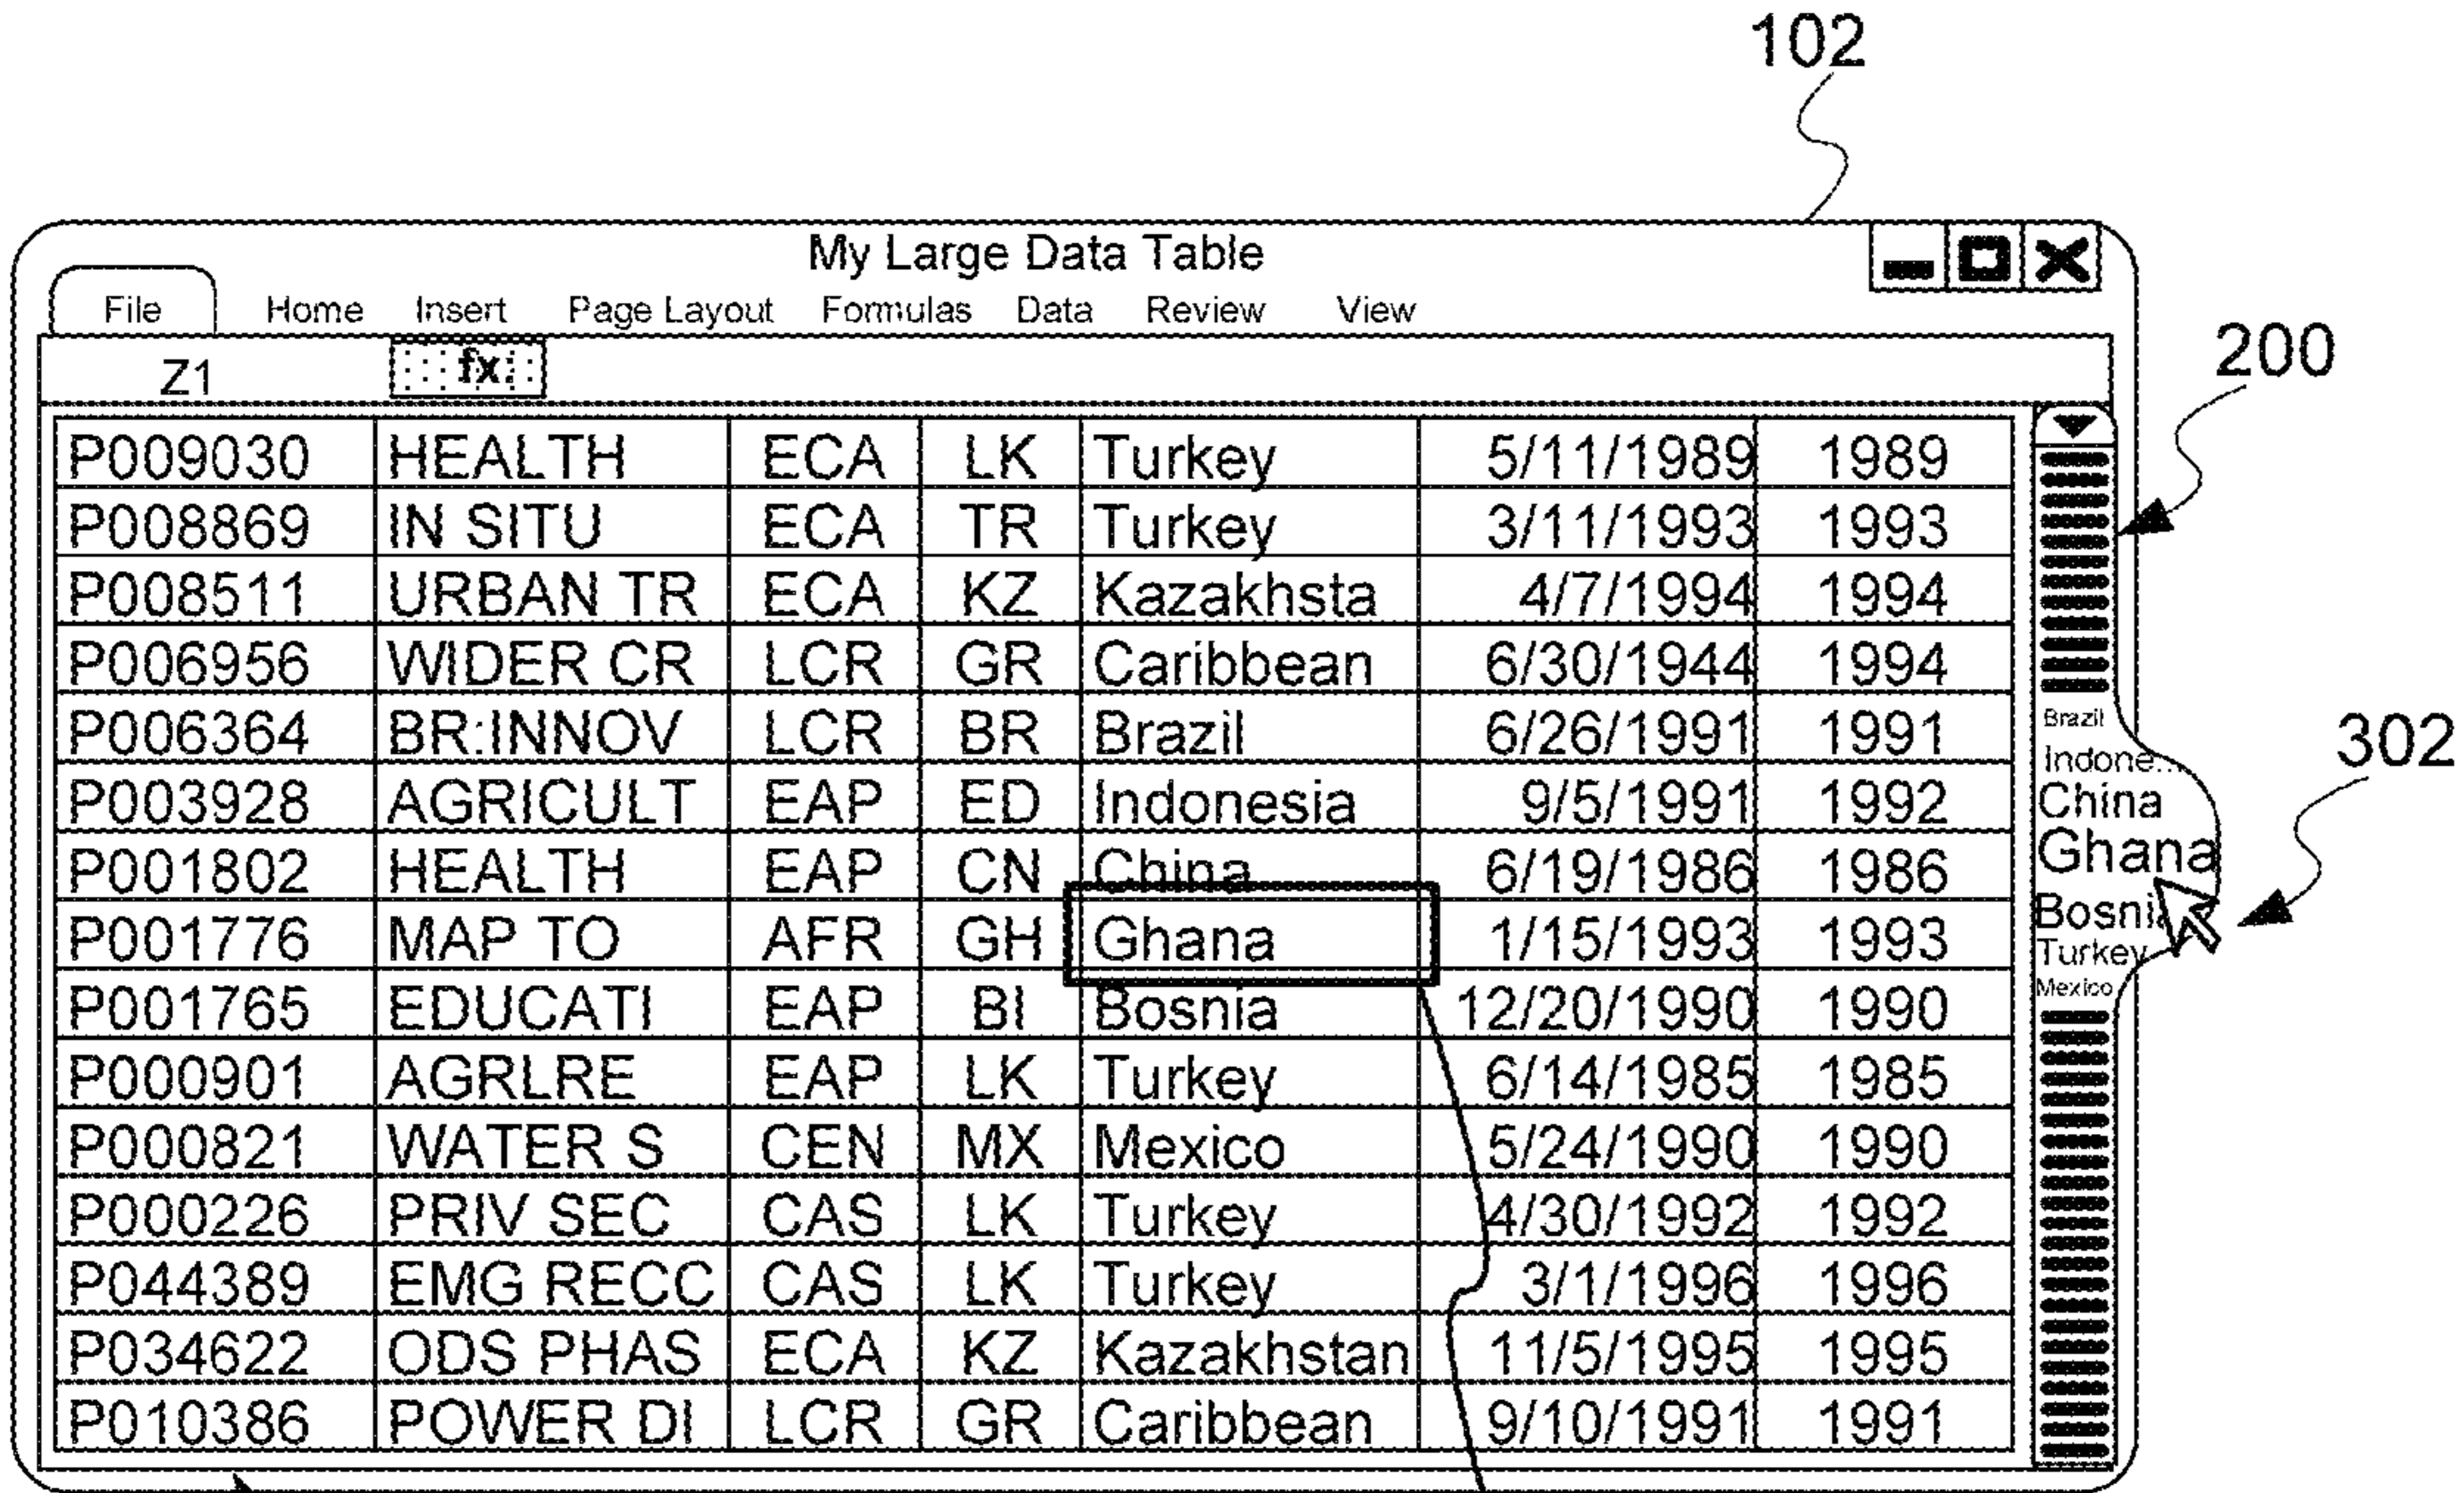 102
My Large Data Table
File Home Insert Page Layout Formulas Data Review View
200
Z1 fx:
P009030 HEALTH ECA LK Turkey 5/11/1989 1989
P008869 IN SITU ECA TR Turkey 3/11/1993 1993
P008511 URBAN TR ECA KZ Kazakhsta 4/7/1994 1994
P006956 WIDER CR LCR GR Caribbean 6/30/1944 1994
P006364 BR:INNOV LCR BR Brazil 6/26/1991 1991
P003928 AGRICULT EAP ED Indonesia 9/5/1991 1992
P001802 HEALTH EAP CN China 6/19/1986 1986
P001776 MAP TO AFR GH Ghana 1/15/1993 1993
P001765 EDUCATI EAP BI Bosnia 12/20/1990 1990
P000901 AGRLRE EAP LK Turkey 6/14/1985 1985
P000821 WATER S CEN MX Mexico 5/24/1990 1990
P000226 PRIV SEC CAS LK Turkey 4/30/1992 1992
P044389 EMG RECC CAS LK Turkey 3/1/1996 1996
P034622 ODS PHAS ECA KZ Kazakhstan 11/5/1995 1995
P010386 POWER DI LCR GR Caribbean 9/10/1991 1991
Brazil
Indone...
China
Ghana
Bosnia
Turkey
Mexico
302